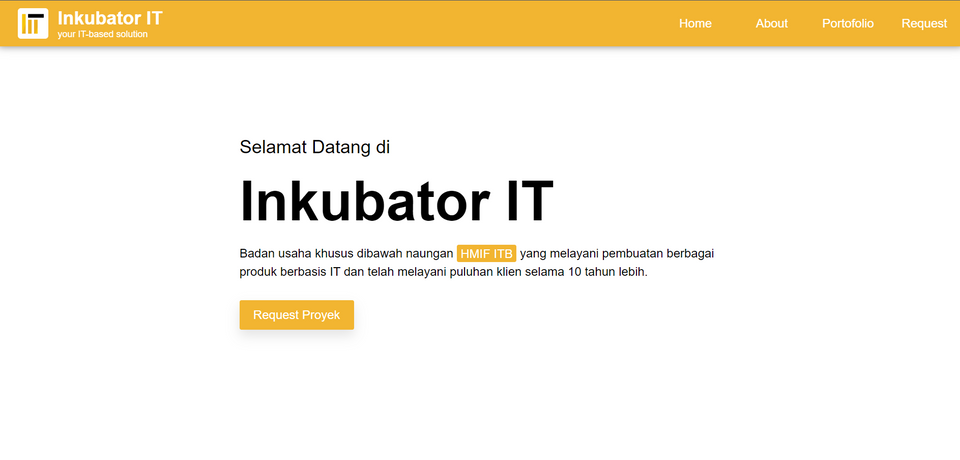 Inkubator IT
your IT-based solution
Home About Portofolio Request
Selamat Datang di
Inkubator IT
Badan usaha khusus dibawah naungan HMIF ITB yang melayani pembuatan berbagai
produk berbasis IT dan telah melayani puluhan klien selama 10 tahun lebih.
Request Proyek